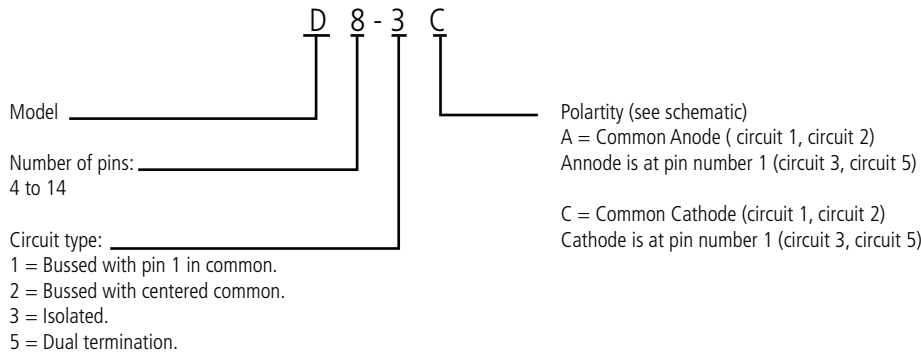 D 8 - 3 C
Model
Number of pins:
4 to 14
Circuit type:
1 = Bussed with pin 1 in common.
2 = Bussed with centered common.
3 = Isolated.
5 = Dual termination.
Polartity (see schematic)
A = Common Anode ( circuit 1, circuit 2)
Annode is at pin number 1 (circuit 3, circuit 5)
C = Common Cathode (circuit 1, circuit 2)
Cathode is at pin number 1 (circuit 3, circuit 5)